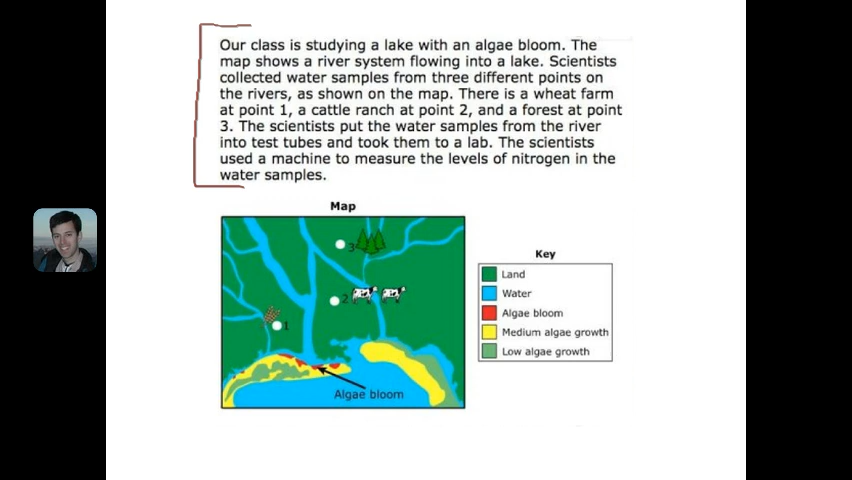 Our class is studying a lake with an algae bloom. The
map shows a river system flowing into a lake. Scientists
collected water samples from three different points on
the rivers, as shown on the map. There is a wheat farm
at point 1, a cattle ranch at point 2, and a forest at point
3. The scientists put the water samples from the river
into test tubes and took them to a lab. The scientists
used a machine to measure the levels of nitrogen in the
water samples.
Map
3
2
1
Algae bloom
Key
Land
Water
Algae bloom
Medium algae growth
Low algae growth